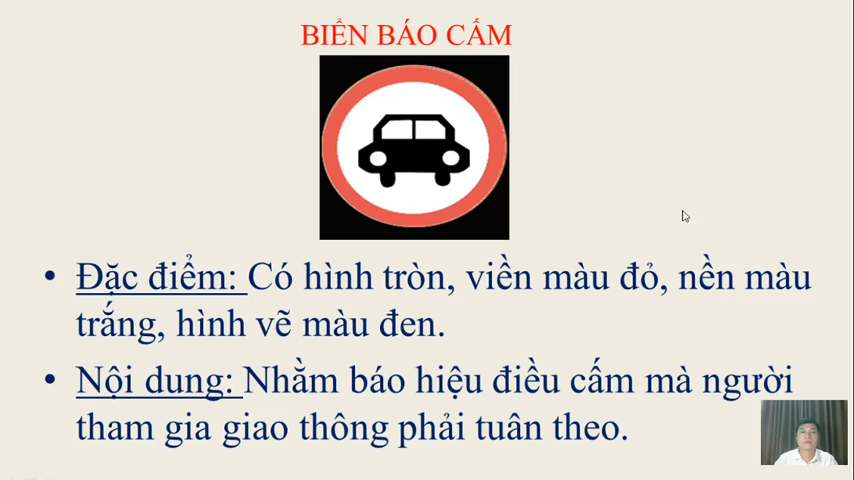 BIỂN BÁO CẤM
• Đặc điểm: Có hình tròn, viền màu đỏ, nền màu
trắng, hình vẽ màu đen.
• Nội dung: Nhằm báo hiệu điều cấm mà người
tham gia giao thông phải tuân theo.